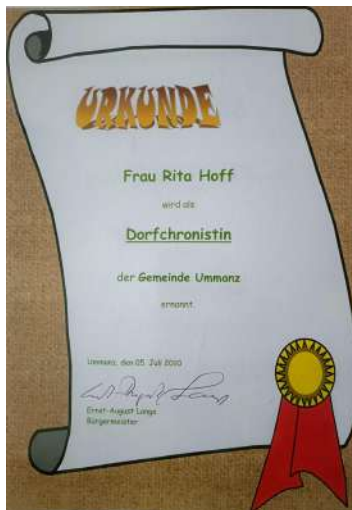 URKUNDE
Frau Rita Hoff
wird als
Dorfchronistin
der Gemeinde Ummanz
ernannt.
Ummanz, den 05. Juli 2010
Ernst-August Lange
Bürgermeister